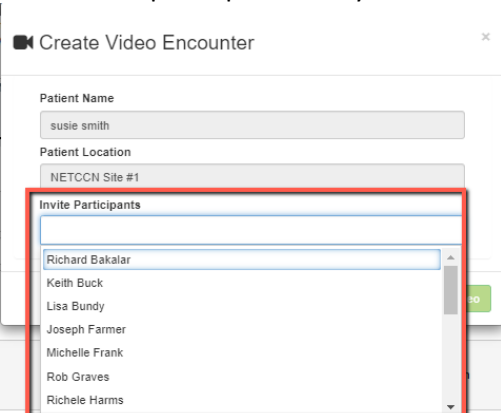 Create Video Encounter
×
Patient Name
susie smith
Patient Location
NETCCN Site #1
Invite Participants
Richard Bakalar
Keith Buck
Lisa Bundy
Joseph Farmer
Michelle Frank
Rob Graves
Richele Harms